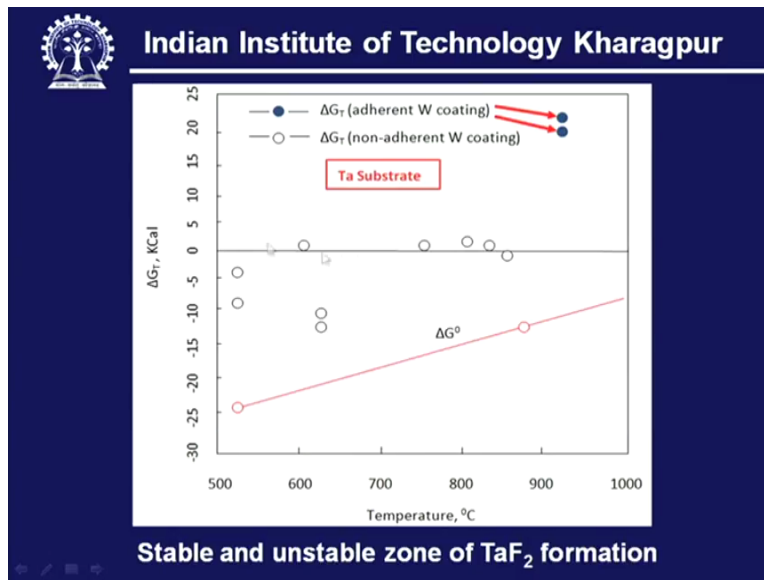 Indian Institute of Technology Kharagpur
25
20
15
10
5
0
-5
-10
-15
-20
-25
-30
ΔG_T, KCal
ΔG_T (adherent W coating)
ΔG_T (non-adherent W coating)
Ta Substrate
ΔG⁰
500 600 700 800 900 1000
Temperature, ⁰C
Stable and unstable zone of TaF₂ formation